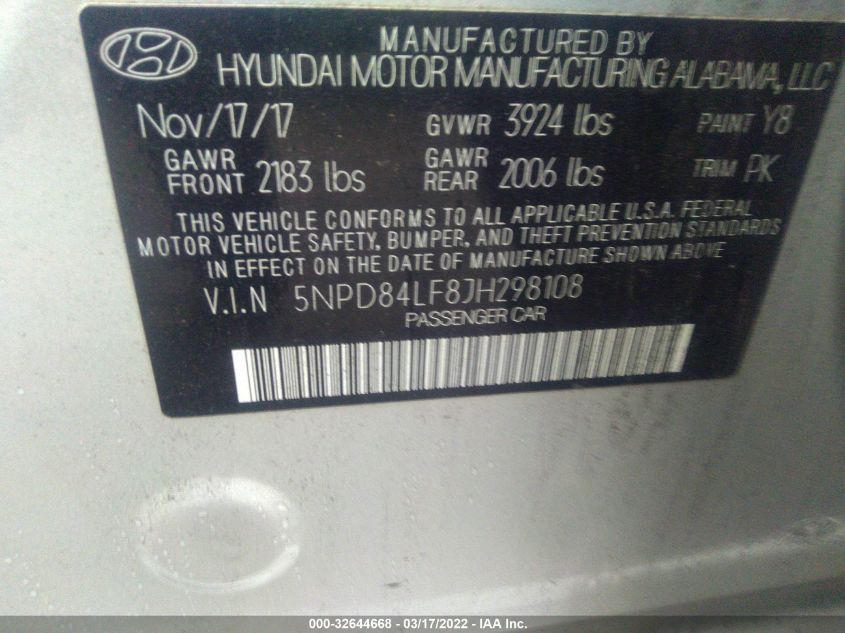 MANUFACTURED BY
HYUNDAI MOTOR MANUFACTURING ALABAMA, LLC
Nov/17/17 GVWR 3924 lbs PAINT Y8
GAWR FRONT 2183 lbs GAWR REAR 2006 lbs TRIM PK
THIS VEHICLE CONFORMS TO ALL APPLICABLE U.S.A. FEDERAL
MOTOR VEHICLE SAFETY, BUMPER, AND THEFT PREVENTION STANDARDS
IN EFFECT ON THE DATE OF MANUFACTURE SHOWN ABOVE
V.I.N 5NPD84LF8JH298108
PASSENGER CAR
000-32644668 - 03/17/2022 - IAA Inc.